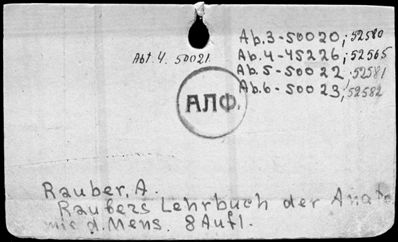 Ab.3-50020; 52580
Abt 4. 50021
Ab.4-45226; 52565
Ab.5-50022 52581
Ab.6-50023; 52582
АЛФ.
Rauber, A.
Raubers Lehrbuch der Anato
mie d. Mens. 8 Aufl.